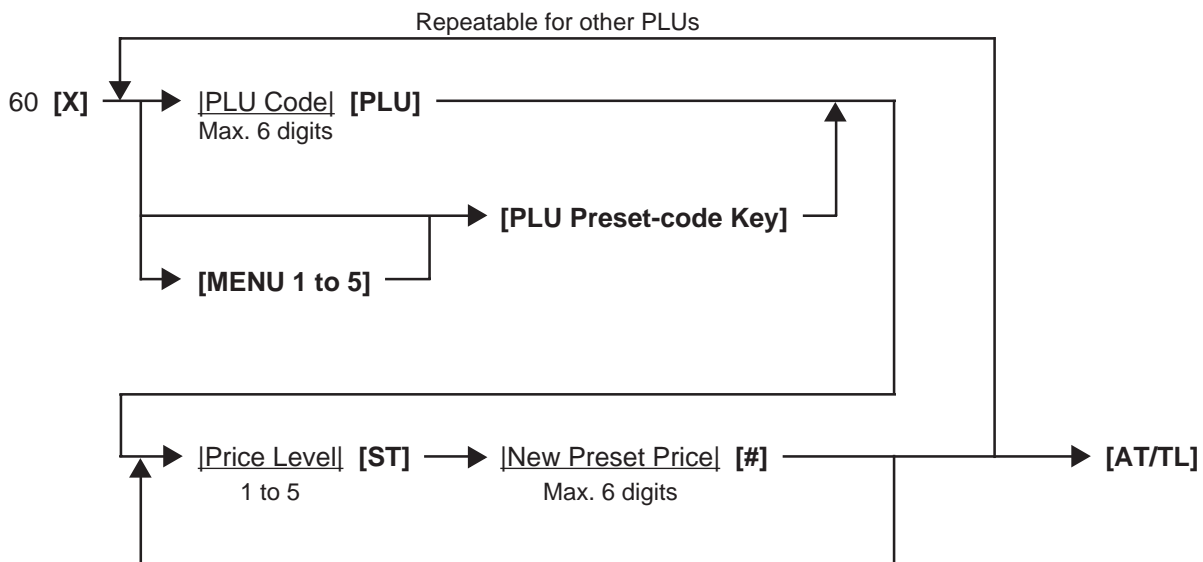 Repeatable for other PLUs
60 [X]
|PLU Code| [PLU]
Max. 6 digits
[PLU Preset-code Key]
[MENU 1 to 5]
|Price Level| [ST]
|New Preset Price| [#]
[AT/TL]
1 to 5
Max. 6 digits